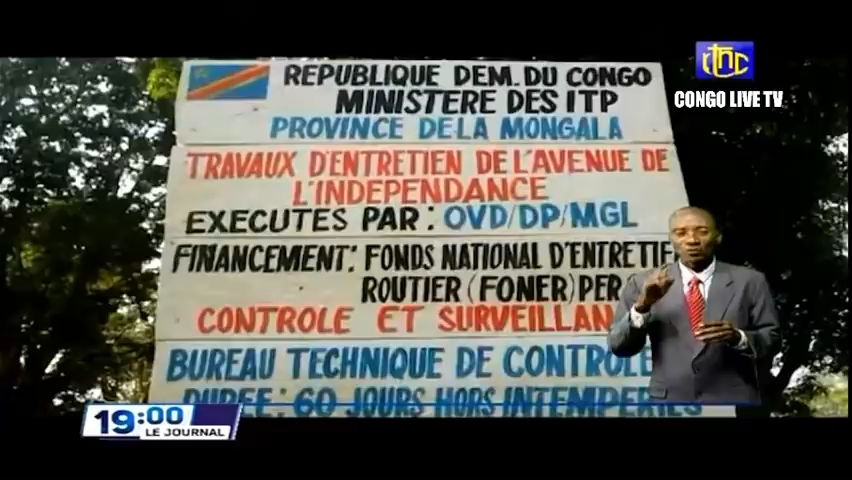 REPUBLIQUE DEM. DU CONGO
MINISTERE DES ITP
PROVINCE DE LA MONGALA
TRAVAUX D'ENTRETIEN DE L'AVENUE DE
L'INDEPENDANCE
EXECUTES PAR: OVD/DP/MGL
FINANCEMENT: FONDS NATIONAL D'ENTRETIE
ROUTIER (FONER) PER
CONTROLE ET SURVEILLAN
BUREAU TECHNIQUE DE CONTROLE
DUREE: 60 JOURS HORS INTEMPERIES
rtnc
CONGO LIVE TV
19:00
LE JOURNAL